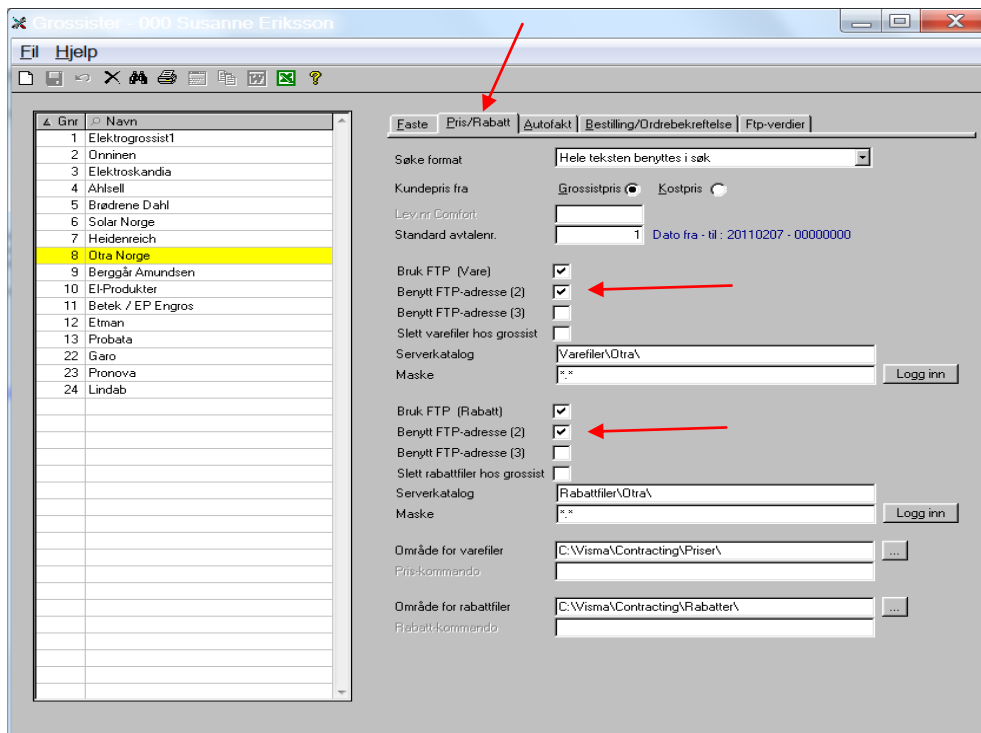 Grossister - 000 Susanne Eriksson
Fil Hjelp
Gnr Navn
1 Elektrogrossist1
2 Onninen
3 Elektroskandia
4 Ahlsell
5 Brødrene Dahl
6 Solar Norge
7 Heidenreich
8 Otra Norge
9 Berggår Amundsen
10 El-Produkter
11 Betek / EP Engros
12 Etman
13 Probata
22 Garo
23 Pronova
24 Lindab
Faste Pris/Rabatt Autofakt Bestilling/Ordrebekreftelse Ftp-verdier
Søke format Hele teksten benyttes i søk
Kundepris fra Grossistpris Kostpris
Lev.nr Comfort
Standard avtalenr. 1 Dato fra - til : 20110207 - 00000000
Bruk FTP (Vare)
Benytt FTP-adresse (2)
Benytt FTP-adresse (3)
Slett varefiler hos grossist
Serverkatalog Varefiler\Otra\
Maske *.* Logg inn
Bruk FTP (Rabatt)
Benytt FTP-adresse (2)
Benytt FTP-adresse (3)
Slett rabattfiler hos grossist
Serverkatalog Rabattfiler\Otra\
Maske *.* Logg inn
Område for varefiler C:\Visma\Contracting\Priser\ ...
Pris-kommando
Område for rabattfiler C:\Visma\Contracting\Rabatter\ ...
Rabatt-kommando